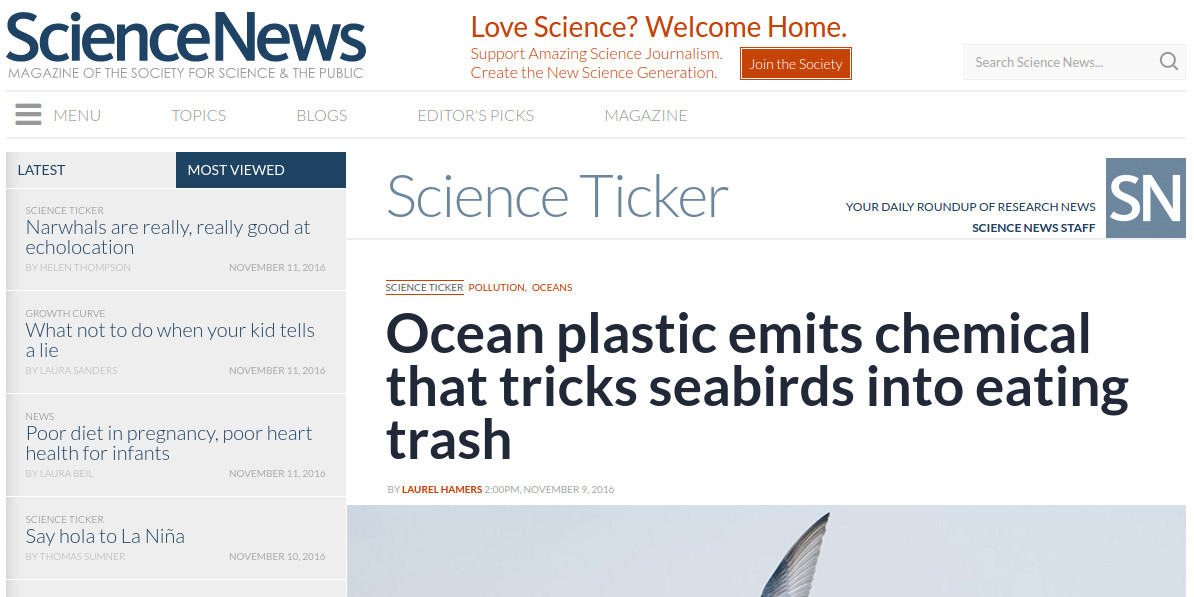 ScienceNews
MAGAZINE OF THE SOCIETY FOR SCIENCE & THE PUBLIC
Love Science? Welcome Home.
Support Amazing Science Journalism.
Create the New Science Generation.
Join the Society
Search Science News...
MENU
TOPICS
BLOGS
EDITOR'S PICKS
MAGAZINE
LATEST
MOST VIEWED
SCIENCE TICKER
Narwhals are really, really good at
echolocation
BY HELEN THOMPSON NOVEMBER 11, 2016
GROWTH CURVE
What not to do when your kid tells
a lie
BY LAURA SANDERS NOVEMBER 11, 2016
NEWS
Poor diet in pregnancy, poor heart
health for infants
BY LAURA BEIL NOVEMBER 11, 2016
SCIENCE TICKER
Say hola to La Niña
BY THOMAS SUMNER NOVEMBER 10, 2016
Science Ticker
YOUR DAILY ROUNDUP OF RESEARCH NEWS
SCIENCE NEWS STAFF
SN
SCIENCE TICKER POLLUTION, OCEANS
Ocean plastic emits chemical
that tricks seabirds into eating
trash
BY LAUREL HAMERS 2:00PM, NOVEMBER 9, 2016